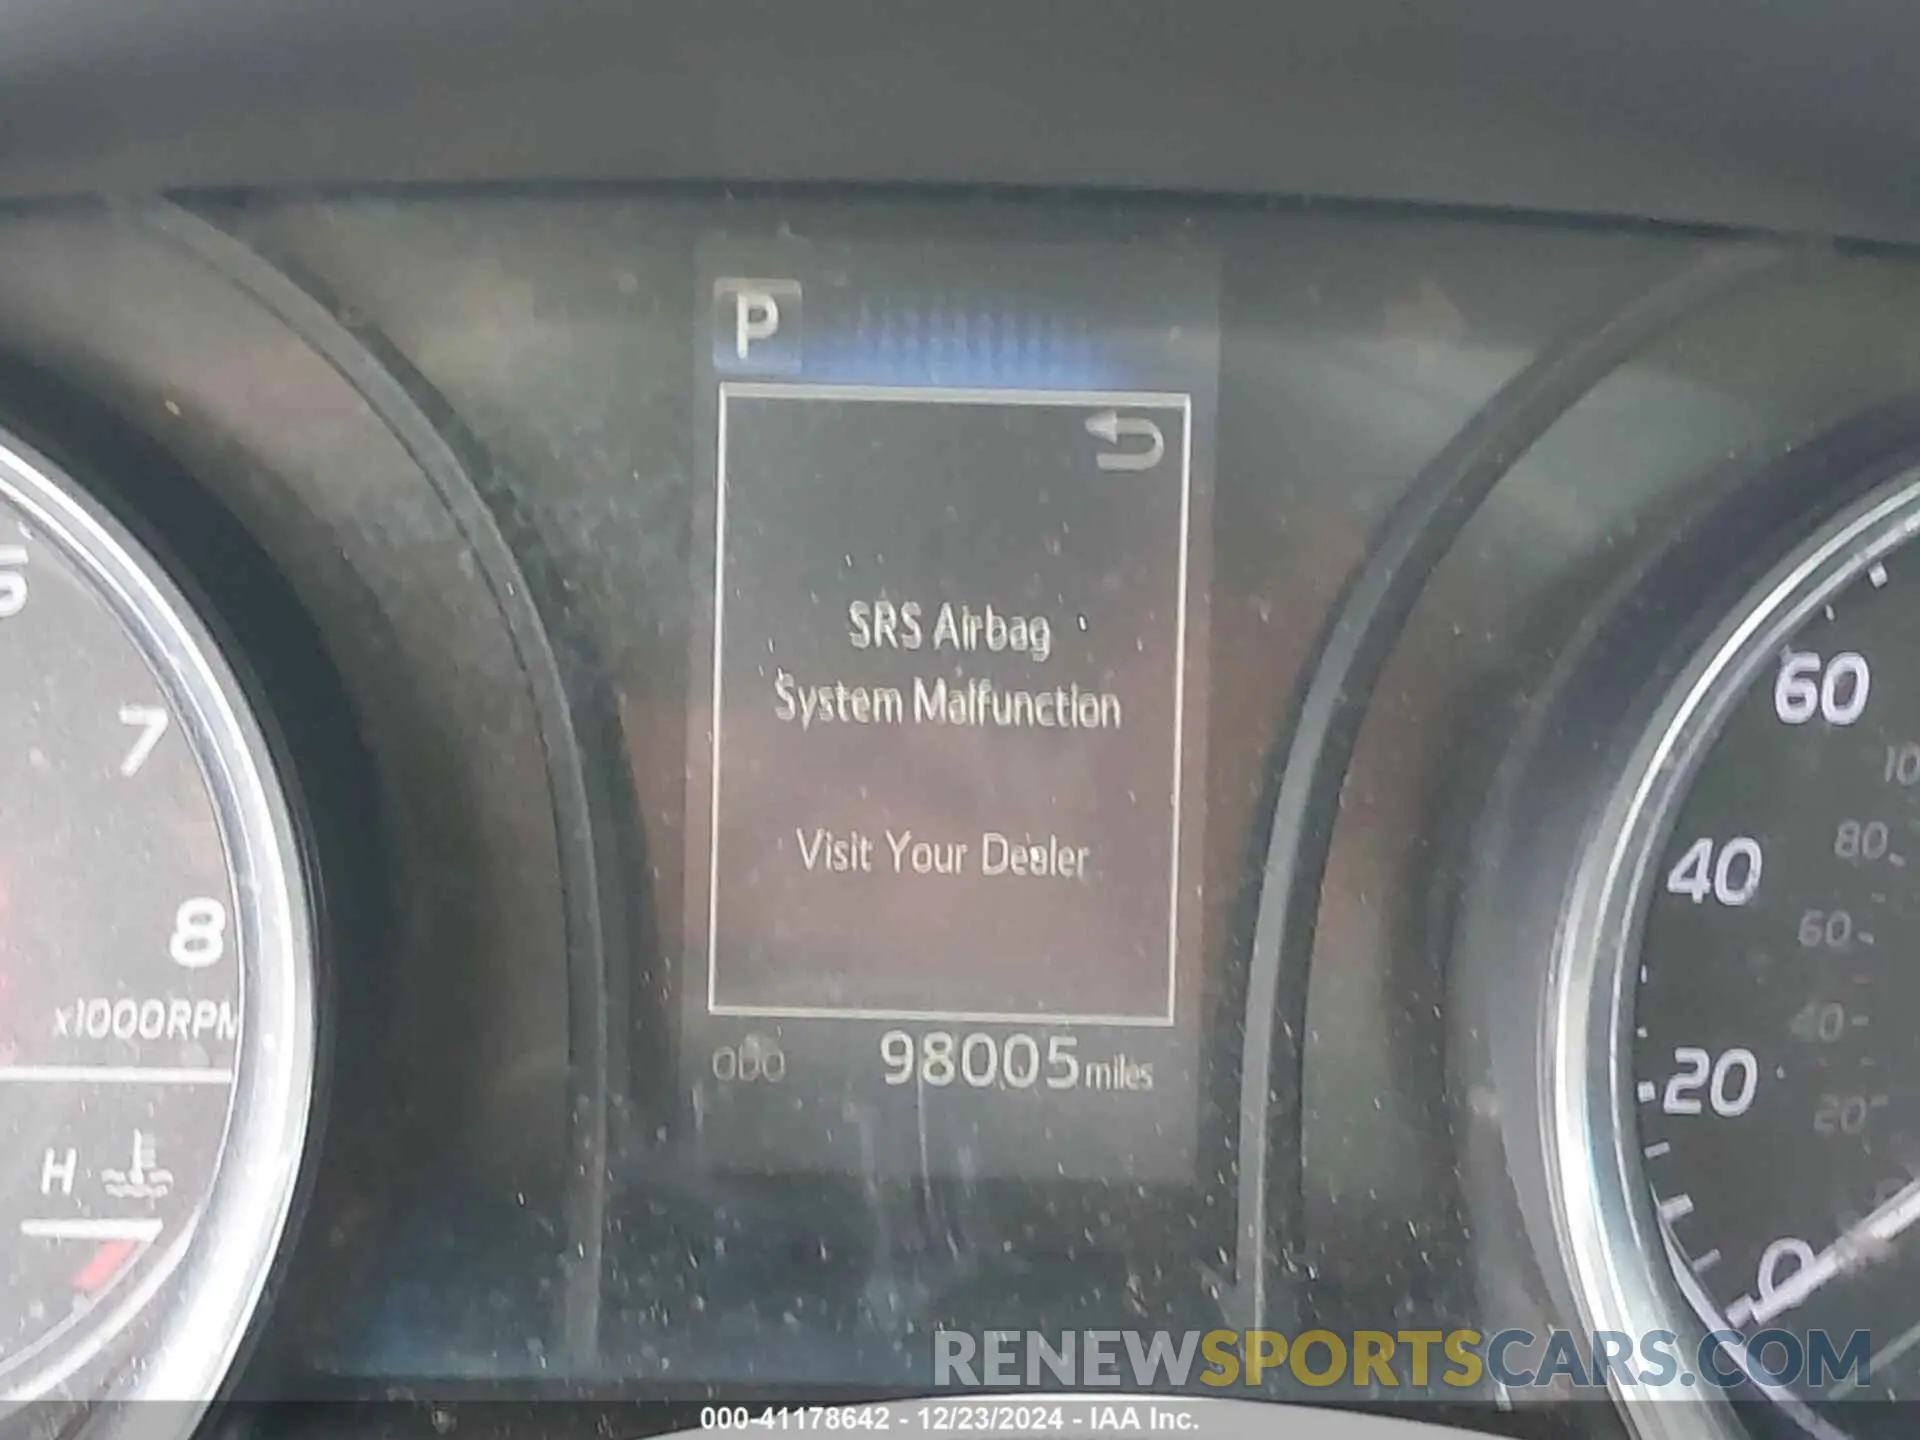 P
SRS Airbag
System Malfunction
Visit Your Dealer
ODO 98005 miles
7
8
x1000RPM
H
60
40
20
0
80
60
40
20
RENEWSPORTSCARS.COM
000-41178642 - 12/23/2024 - IAA Inc.